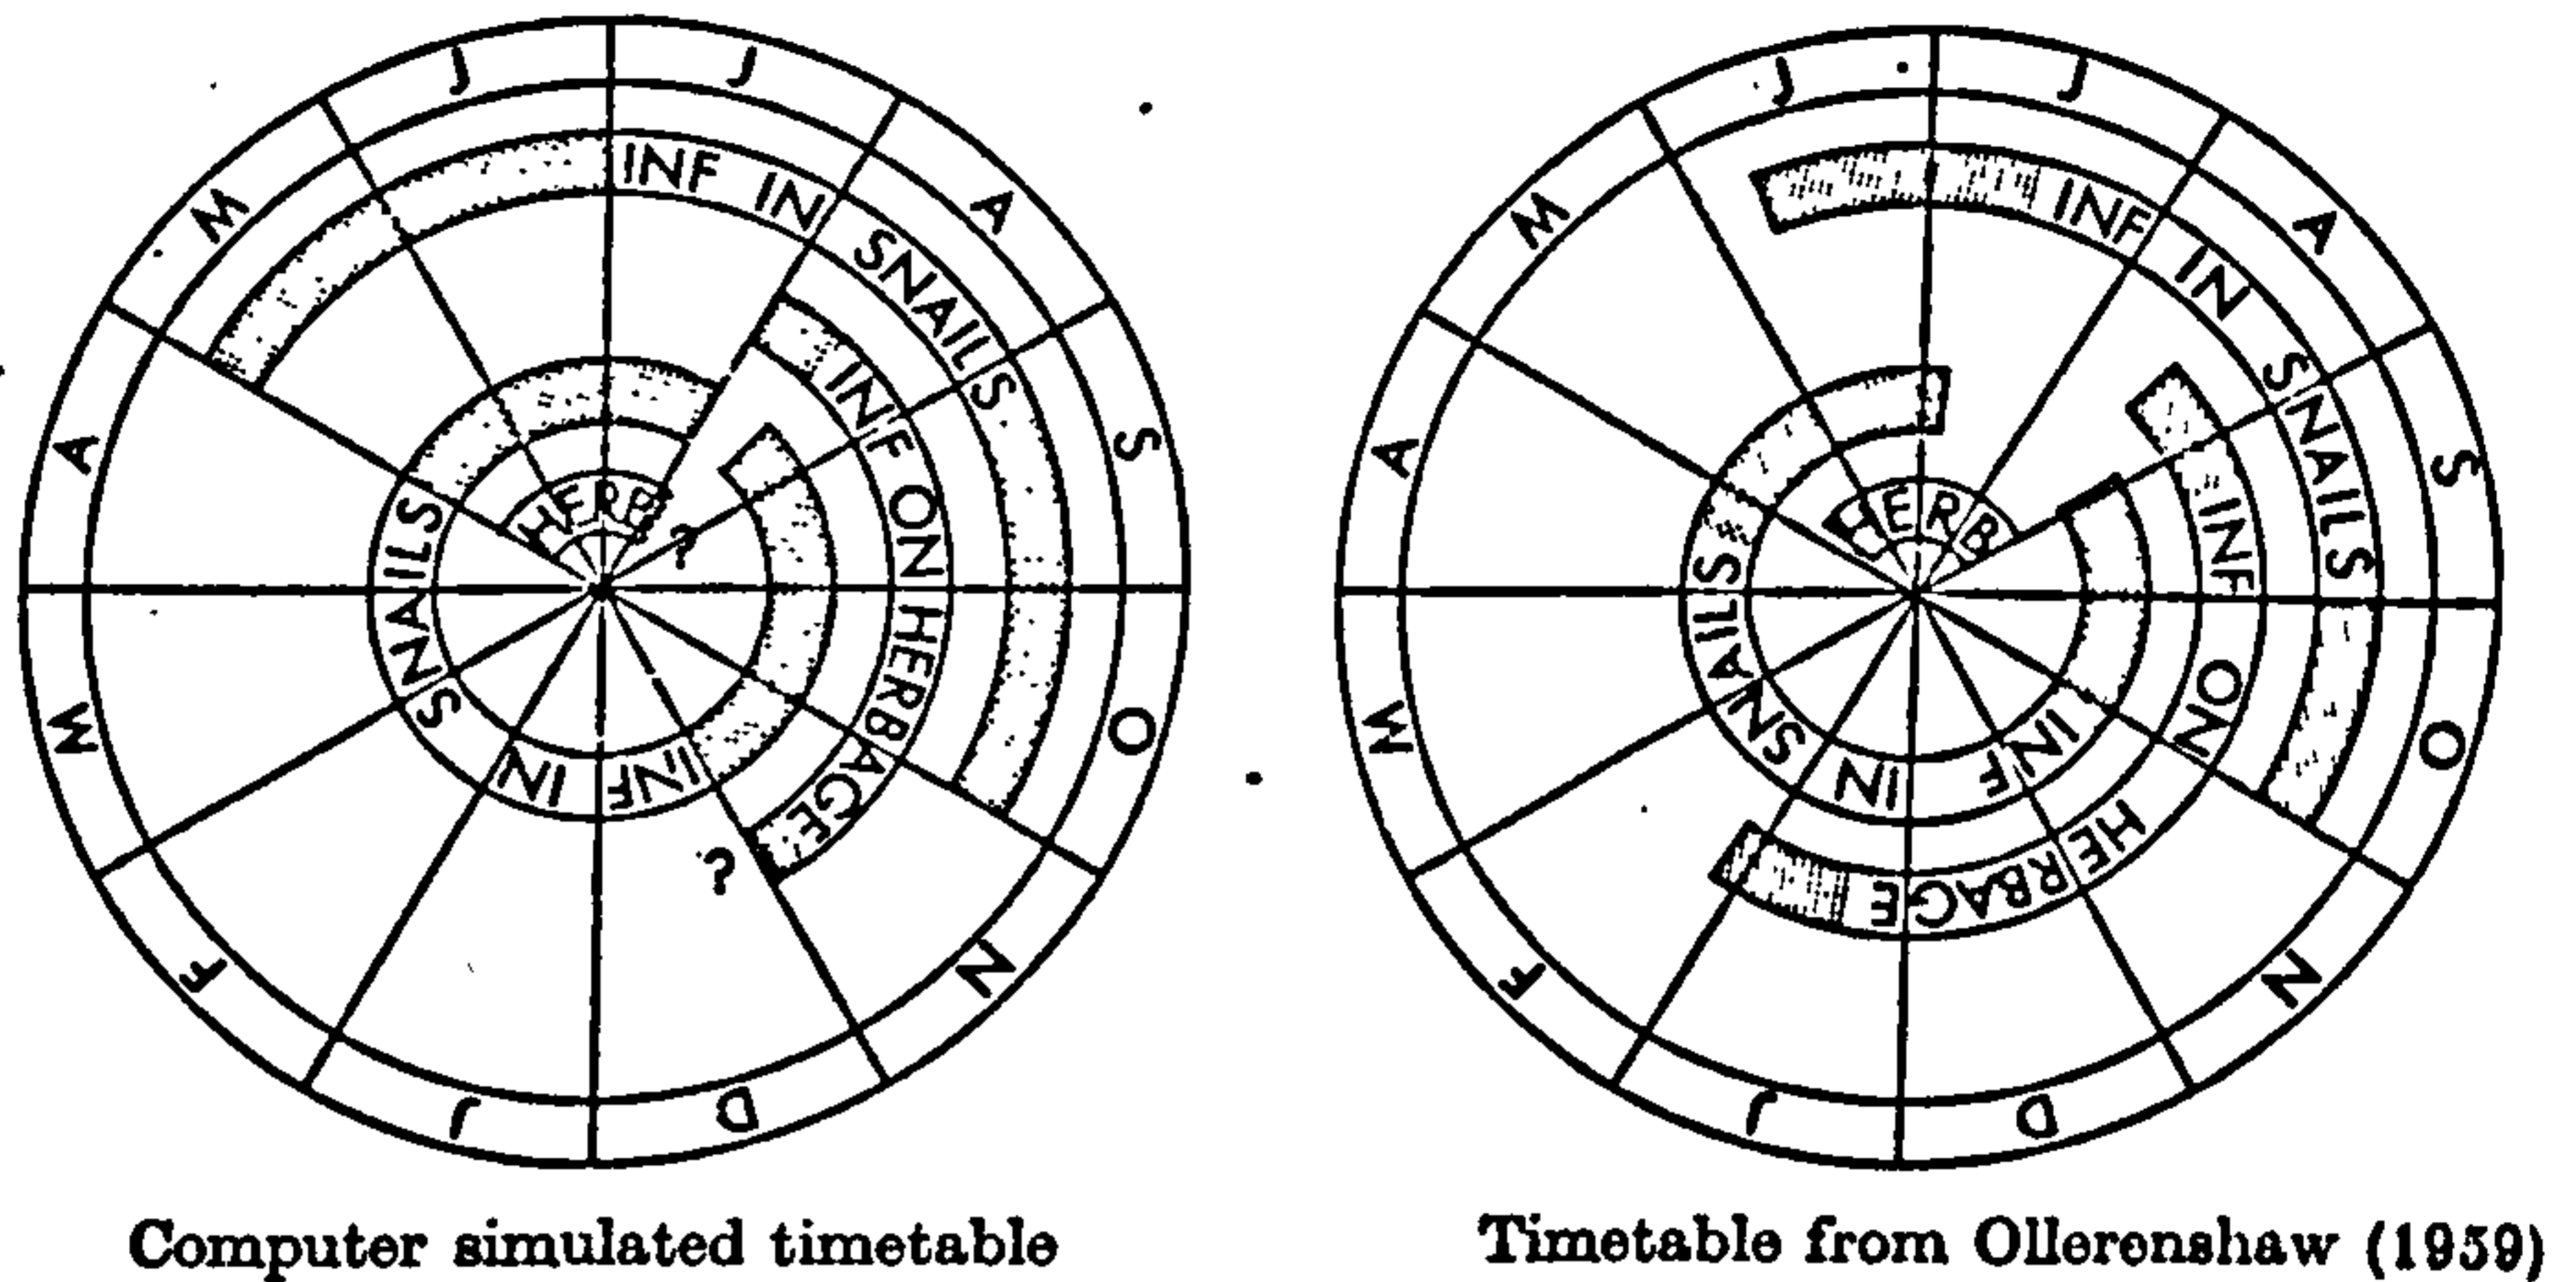 J J A S O N D J F M A M
INF IN SNAILS
INF ON HERBAGE ?
INF IN SNAILS
HERB ?
Computer simulated timetable
J J A S O N D J F M A M
INF IN SNAILS
INF ON HERBAGE
INF IN SNAILS
HERB
Timetable from Ollerenshaw (1959)